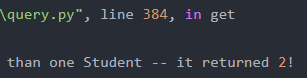 \query.py", line 384, in get
than one Student -- it returned 2!